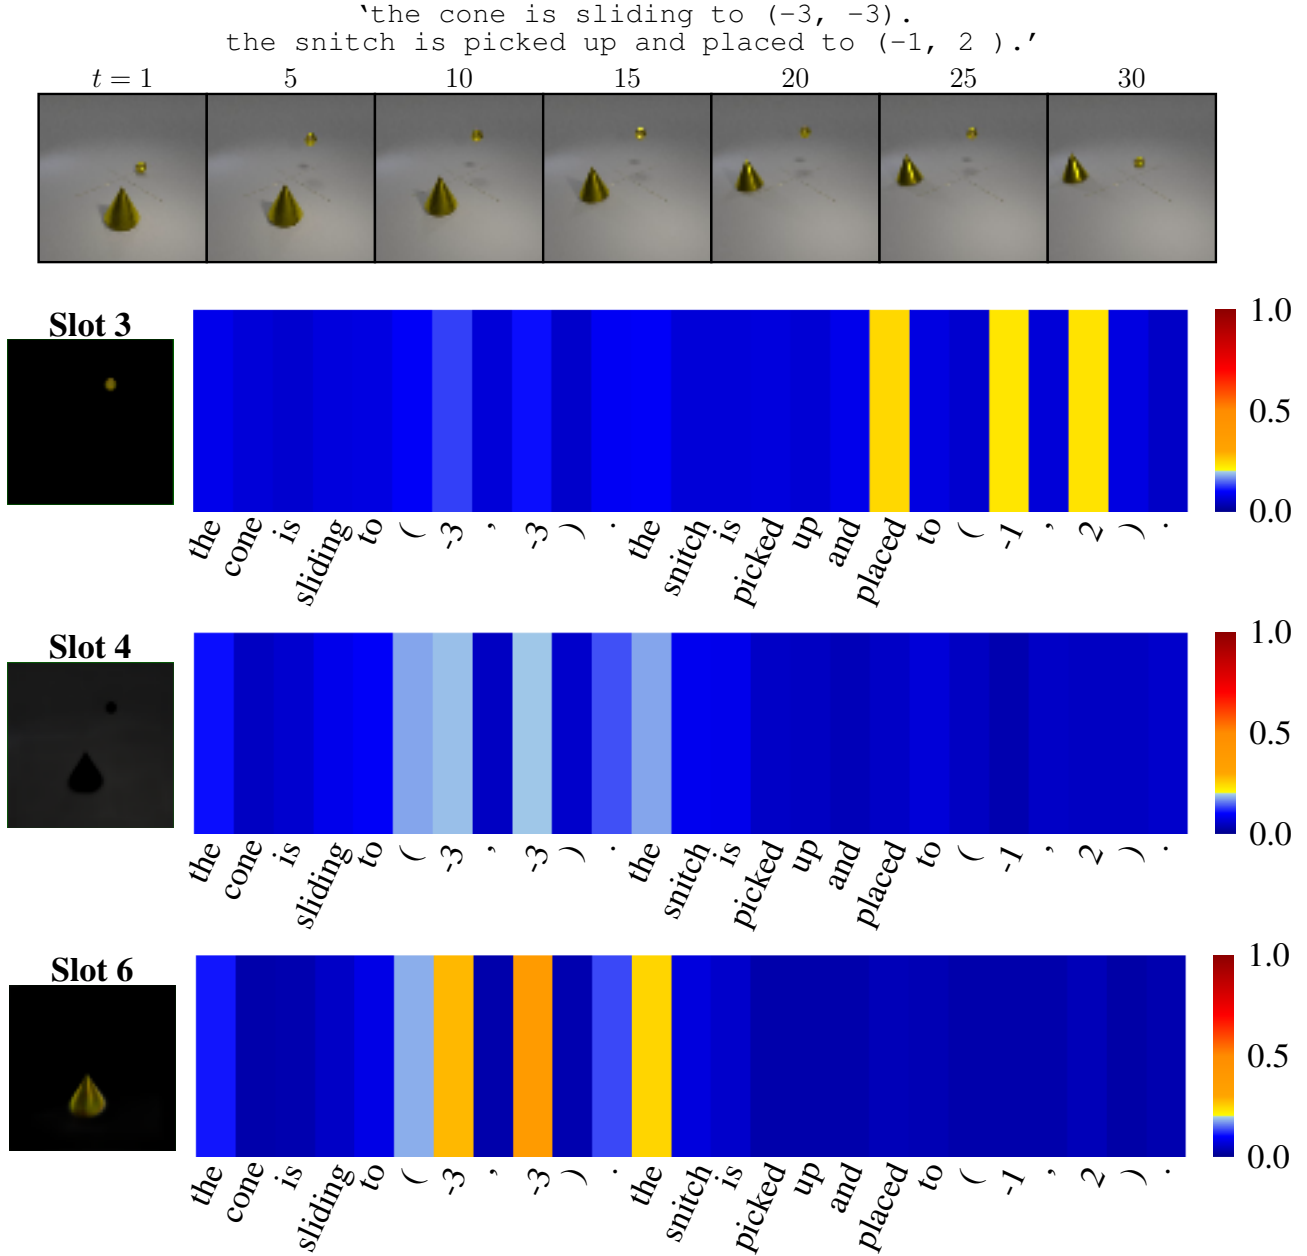 ‘the cone is sliding to (−3, −3).
the snitch is picked up and placed to (−1, 2 ).’
t = 1 5 10 15 20 25 30
Slot 3
1.0
0.5
0.0
the cone is sliding to ( -3 , -3 ) . the snitch is picked up and placed to ( -1 , 2 ) .
Slot 4
1.0
0.5
0.0
the cone is sliding to ( -3 , -3 ) . the snitch is picked up and placed to ( -1 , 2 ) .
Slot 6
1.0
0.5
0.0
the cone is sliding to ( -3 , -3 ) . the snitch is picked up and placed to ( -1 , 2 ) .